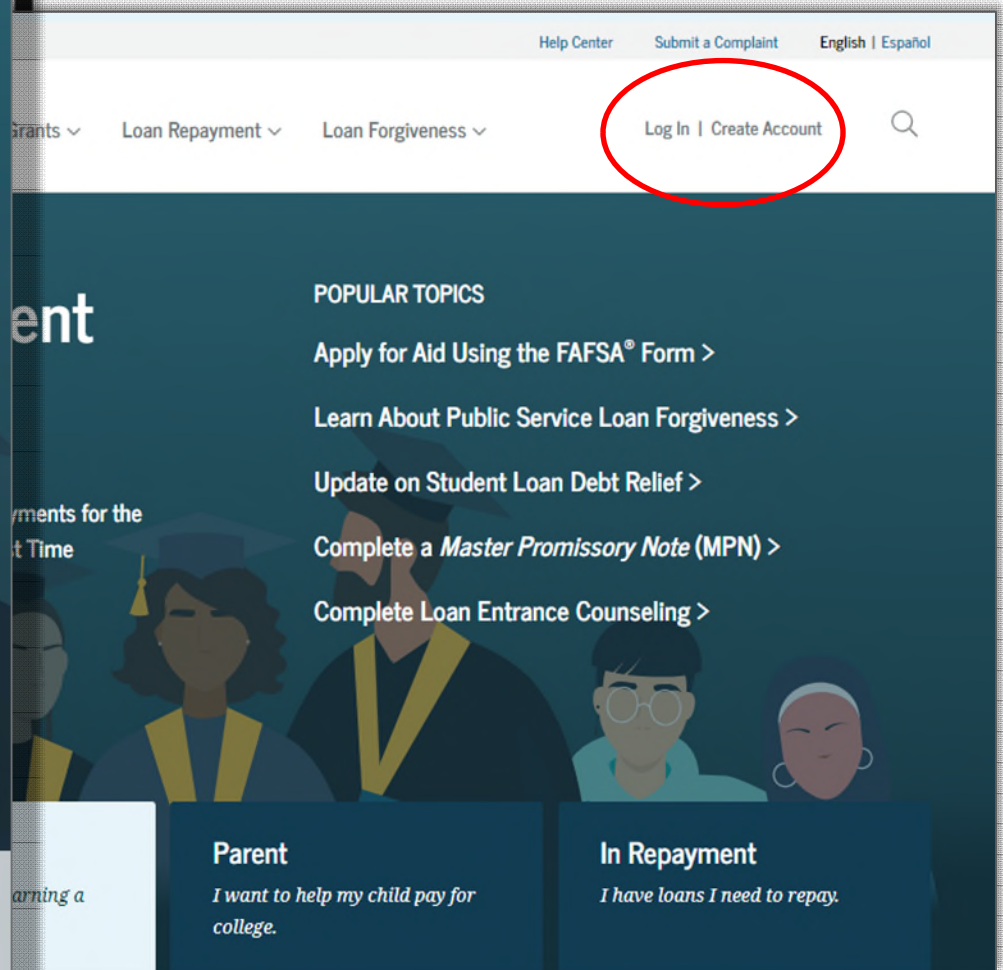 Help Center Submit a Complaint English | Español
Grants Loan Repayment Loan Forgiveness Log In | Create Account
ent
POPULAR TOPICS
Apply for Aid Using the FAFSA® Form >
Learn About Public Service Loan Forgiveness >
Update on Student Loan Debt Relief >
yments for the
t Time
Complete a Master Promissory Note (MPN) >
Complete Loan Entrance Counseling >
arning a
Parent
I want to help my child pay for
college.
In Repayment
I have loans I need to repay.